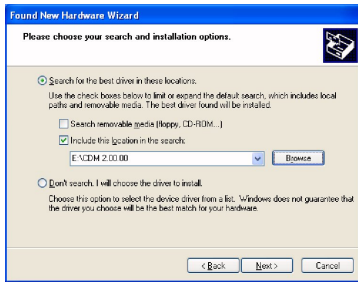 Found New Hardware Wizard
Please choose your search and installation options.
Search for the best driver in these locations.
Use the check boxes below to limit or expand the default search, which includes local
paths and removable media. The best driver found will be installed.
Search removable media (floppy, CD-ROM...)
Include this location in the search:
E:\CDM 2.00.00
Browse
Don't search. I will choose the driver to install.
Choose this option to select the device driver from a list. Windows does not guarantee that
the driver you choose will be the best match for your hardware.
< Back
Next >
Cancel